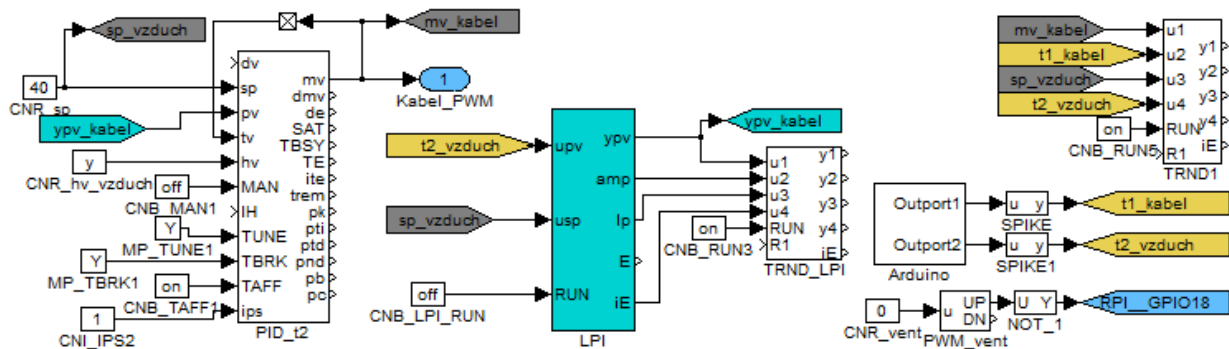 sp_vzduch
mv_kabel
40
CNR_sp
ypv_kabel
y
CNR_hv_vzduch
off
CNB_MAN1
Y
MP_TUNE1
Y
MP_TBRK1
on
CNB_TAFF1
1
CNI_IPS2
dv
sp
pv
tv
hv
MAN
IH
TUNE
TBRK
TAFF
ips
mv
dmv
de
SAT
TBSY
TE
ite
trem
pk
pti
ptd
pnd
pb
pc
PID_t2
1
Kabel_PWM
t2_vzduch
sp_vzduch
off
CNB_LPI_RUN
upv
usp
RUN
ypv
amp
Ip
E
iE
LPI
ypv_kabel
on
CNB_RUN3
u1
u2
u3
u4
RUN
R1
y1
y2
y3
y4
iE
TRND_LPI
mv_kabel
t1_kabel
sp_vzduch
t2_vzduch
on
CNB_RUN5
u1
u2
u3
u4
RUN
R1
y1
y2
y3
y4
iE
TRND1
Outport1
Outport2
Arduino
u y
SPIKE
t1_kabel
u y
SPIKE1
t2_vzduch
0
CNR_vent
u UP
DN
PWM_vent
U Y
NOT_1
RPI__GPIO18